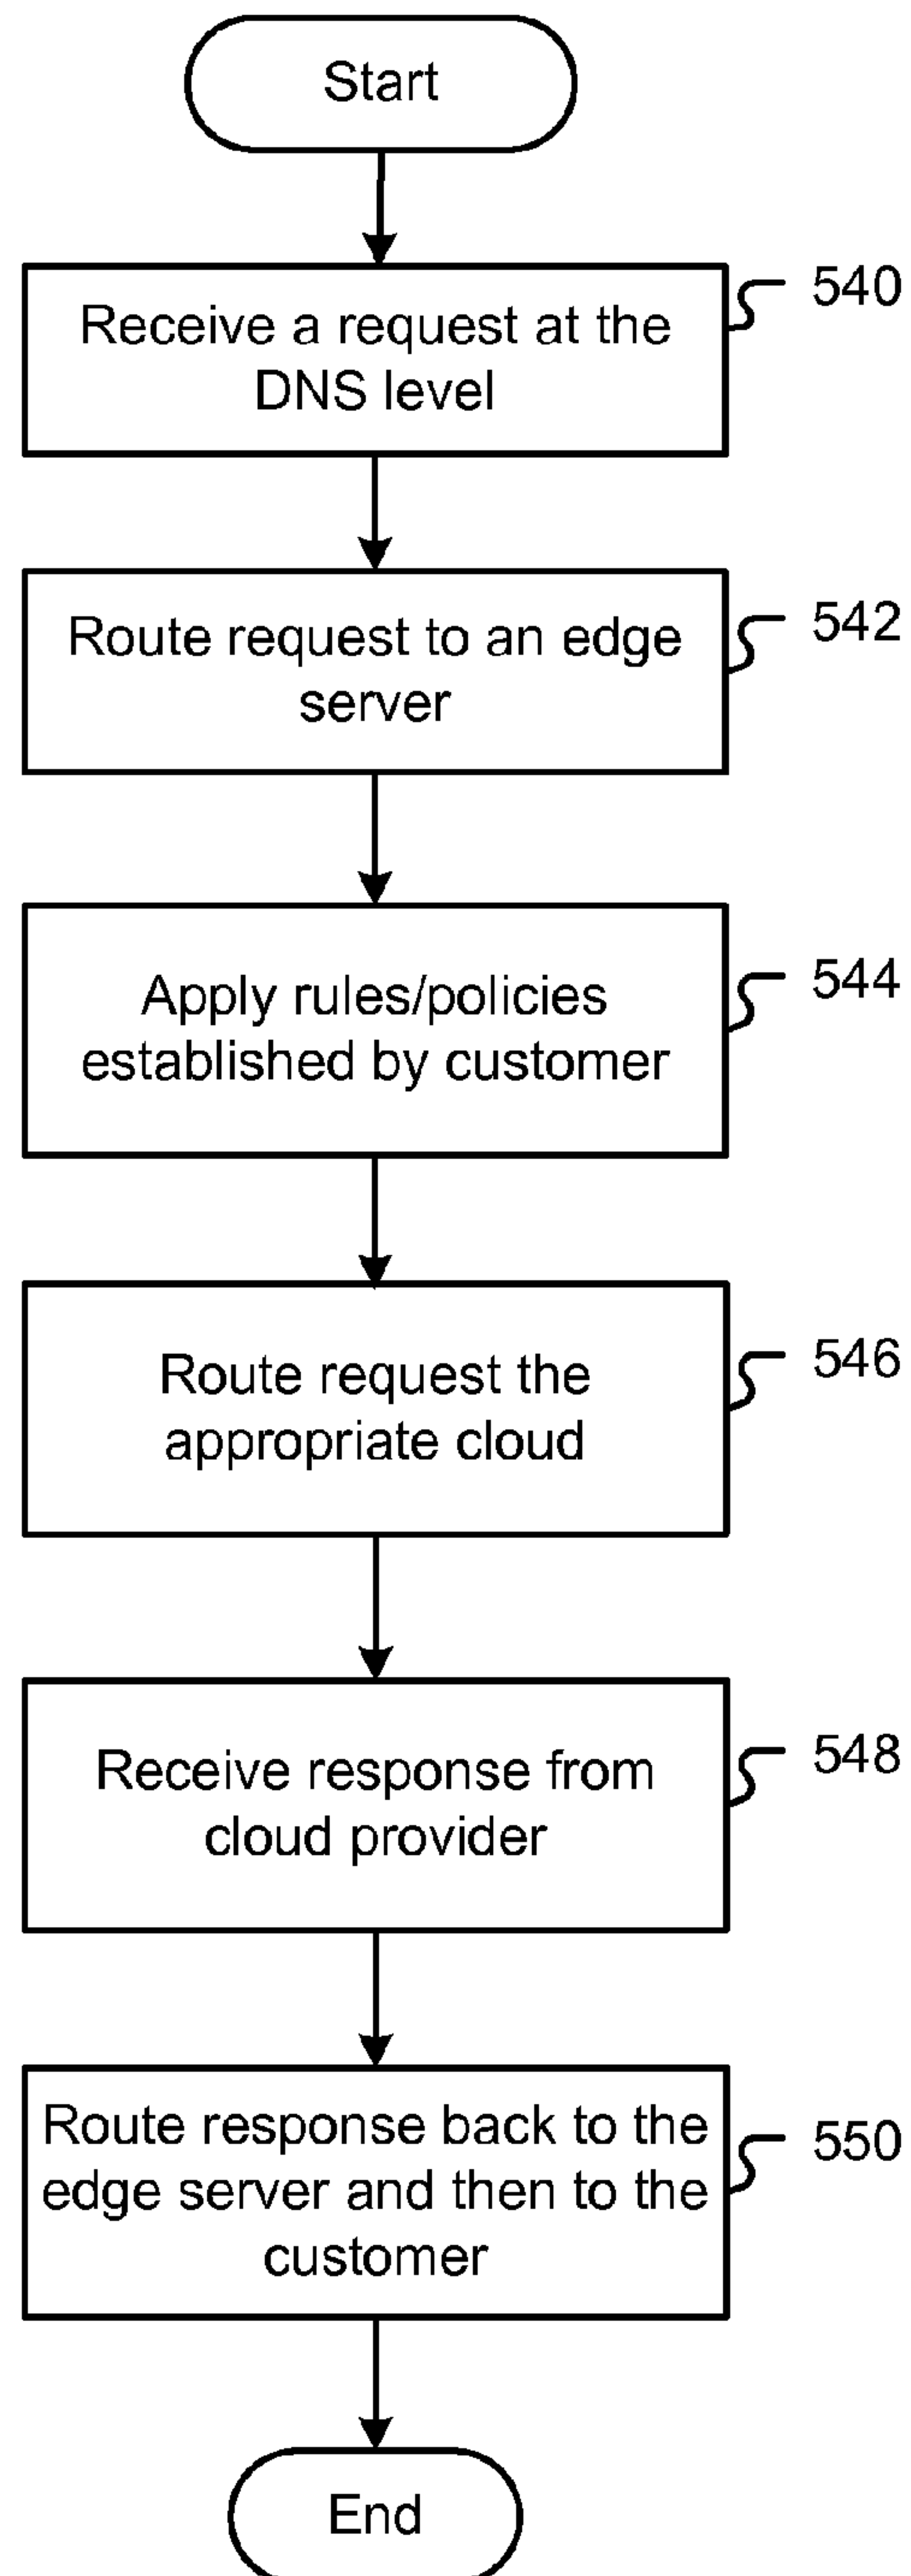 Start
Receive a request at the
DNS level
540
Route request to an edge
server
542
Apply rules/policies
established by customer
544
Route request the
appropriate cloud
546
Receive response from
cloud provider
548
Route response back to the
edge server and then to the
customer
550
End